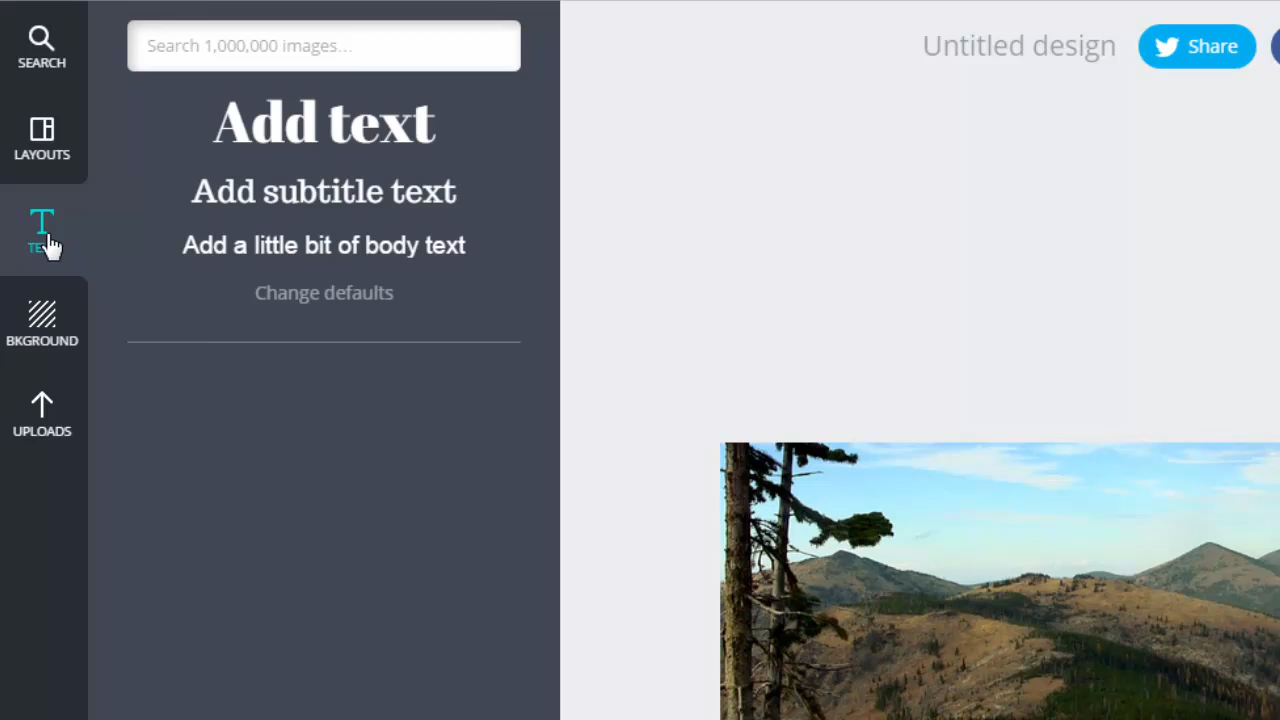 SEARCH
LAYOUTS
BKGROUND
UPLOADS
Search 1,000,000 images...
Add text
Add subtitle text
Add a little bit of body text
Change defaults
Untitled design
Share